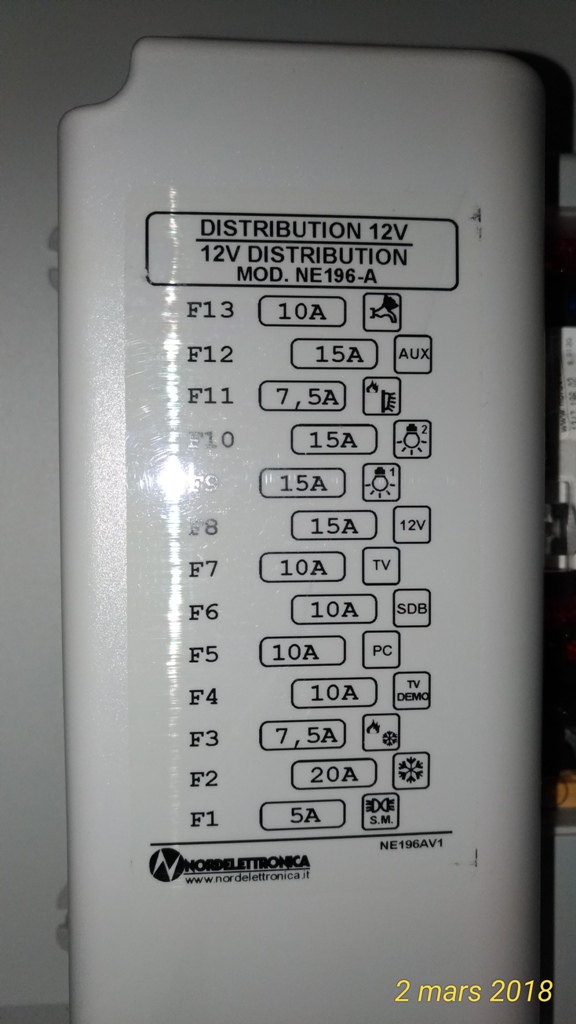 DISTRIBUTION 12V
12V DISTRIBUTION
MOD. NE196-A
F13 10A
F12 15A AUX
F11 7,5A
F10 15A 2
F9 15A 1
F8 15A 12V
F7 10A TV
F6 10A SDB
F5 10A PC
F4 10A TV DEMO
F3 7,5A
F2 20A
F1 5A S.M.
NE196AV1
NORDELETTRONICA
www.nordelettronica.it
2 mars 2018